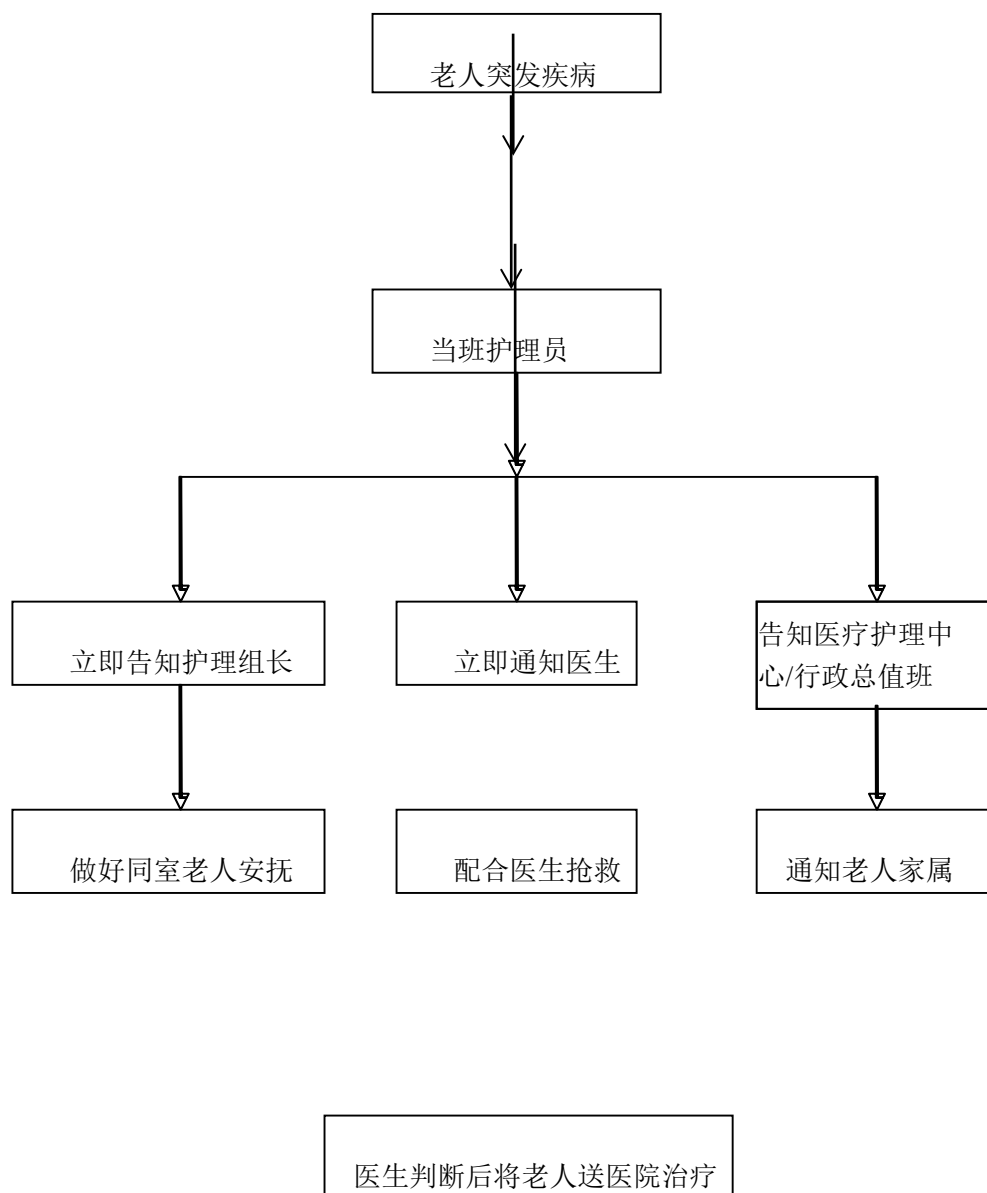 老人突发疾病
当班护理员
立即告知护理组长
立即通知医生
告知医疗护理中
心/行政总值班
做好同室老人安抚
配合医生抢救
通知老人家属
医生判断后将老人送医院治疗